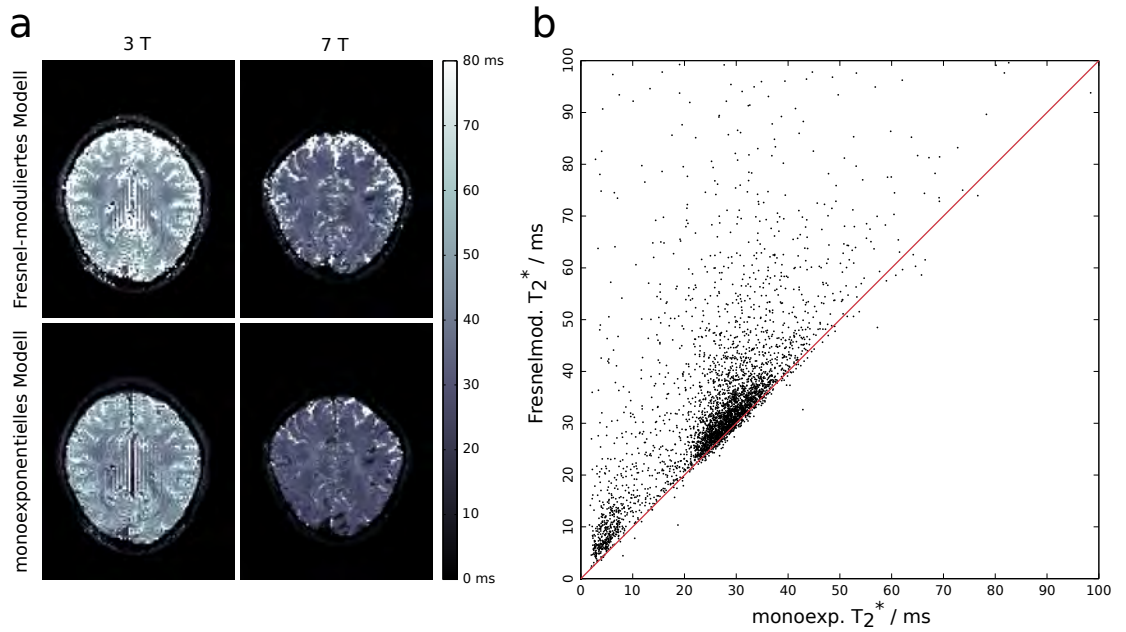 a
3 T
7 T
Fresnel-moduliertes Modell
monoexponentielles Modell
80 ms
70
60
50
40
30
20
10
0 ms
b
100
90
80
70
60
50
40
30
20
10
0
Fresnelmod. T2* / ms
0 10 20 30 40 50 60 70 80 90 100
monoexp. T2* / ms